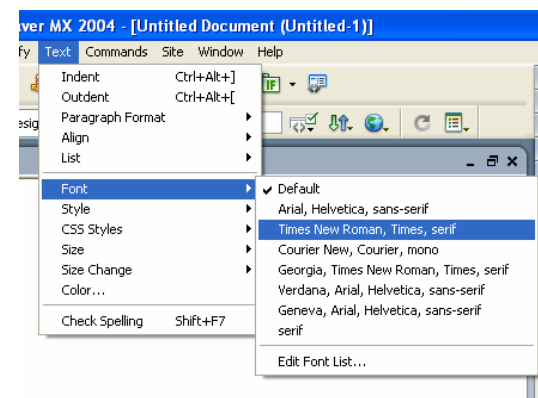 ver MX 2004 - [Untitled Document (Untitled-1)]
fy Text Commands Site Window Help
Indent Ctrl+Alt+]
Outdent Ctrl+Alt+[
Paragraph Format
Align
List
Font
Style
CSS Styles
Size
Size Change
Color...
Check Spelling Shift+F7
IF
esig
Default
Arial, Helvetica, sans-serif
Times New Roman, Times, serif
Courier New, Courier, mono
Georgia, Times New Roman, Times, serif
Verdana, Arial, Helvetica, sans-serif
Geneva, Arial, Helvetica, sans-serif
serif
Edit Font List...